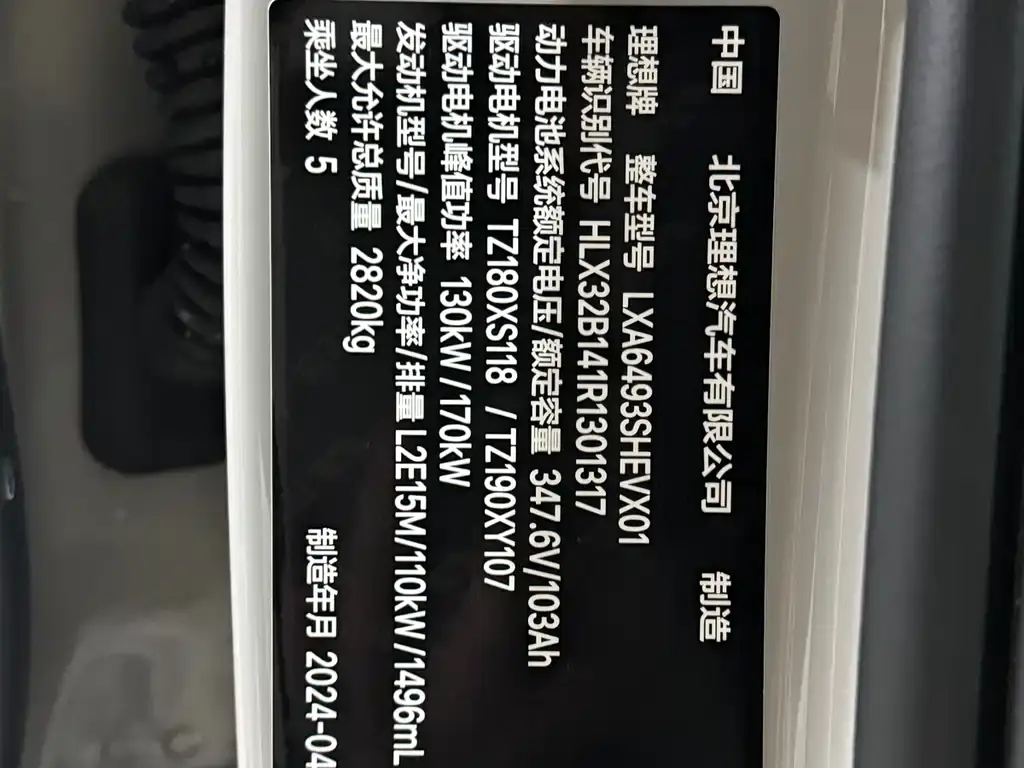 中国 北京理想汽车有限公司 制造
理想牌 整车型号 LXA6493SHEVX01
车辆识别代号 HLX32B141R1301317
动力电池系统额定电压/额定容量 347.6V/103Ah
驱动电机型号 TZ180XS118 / TZ190XY107
驱动电机峰值功率 130kW / 170kW
发动机型号/最大净功率/排量 L2E15M/110kW/1496mL
最大允许总质量 2820kg
乘坐人数 5 制造年月 2024-04